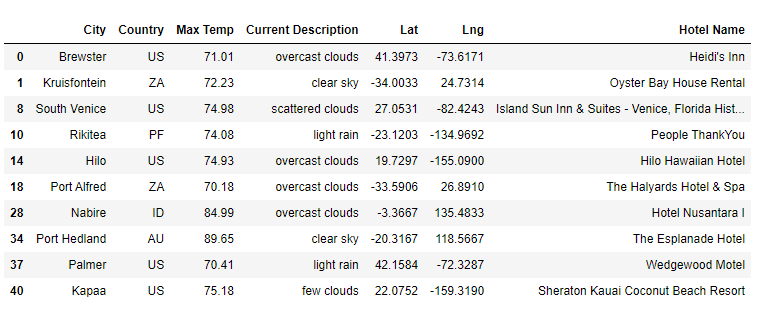 City Country Max Temp Current Description Lat Lng Hotel Name
0 Brewster US 71.01 overcast clouds 41.3973 -73.6171 Heidi's Inn
1 Kruisfontein ZA 72.23 clear sky -34.0033 24.7314 Oyster Bay House Rental
8 South Venice US 74.98 scattered clouds 27.0531 -82.4243 Island Sun Inn & Suites - Venice, Florida Hist...
10 Rikitea PF 74.08 light rain -23.1203 -134.9692 People ThankYou
14 Hilo US 74.93 overcast clouds 19.7297 -155.0900 Hilo Hawaiian Hotel
18 Port Alfred ZA 70.18 overcast clouds -33.5906 26.8910 The Halyards Hotel & Spa
28 Nabire ID 84.99 overcast clouds -3.3667 135.4833 Hotel Nusantara I
34 Port Hedland AU 89.65 clear sky -20.3167 118.5667 The Esplanade Hotel
37 Palmer US 70.41 light rain 42.1584 -72.3287 Wedgewood Motel
40 Kapaa US 75.18 few clouds 22.0752 -159.3190 Sheraton Kauai Coconut Beach Resort